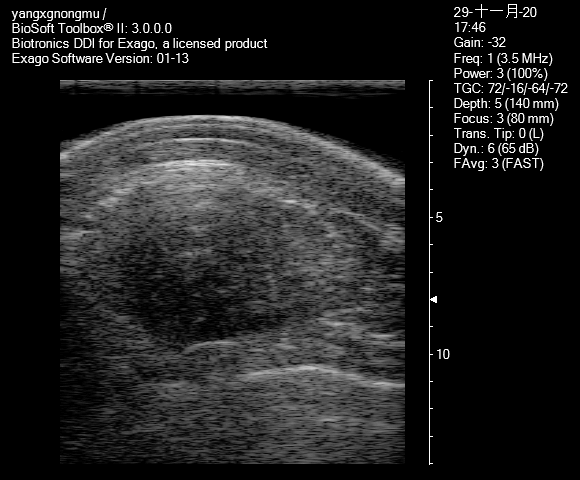 yangxgnongmu /
BioSoft Toolbox® II: 3.0.0.0
Biotronics DDI for Exago, a licensed product
Exago Software Version: 01-13
29-十一月-20
17:46
Gain: -32
Freq: 1 (3.5 MHz)
Power: 3 (100%)
TGC: 72/-16/-64/-72
Depth: 5 (140 mm)
Focus: 3 (80 mm)
Trans. Tip: 0 (L)
Dyn.: 6 (65 dB)
FAvg: 3 (FAST)
5
10